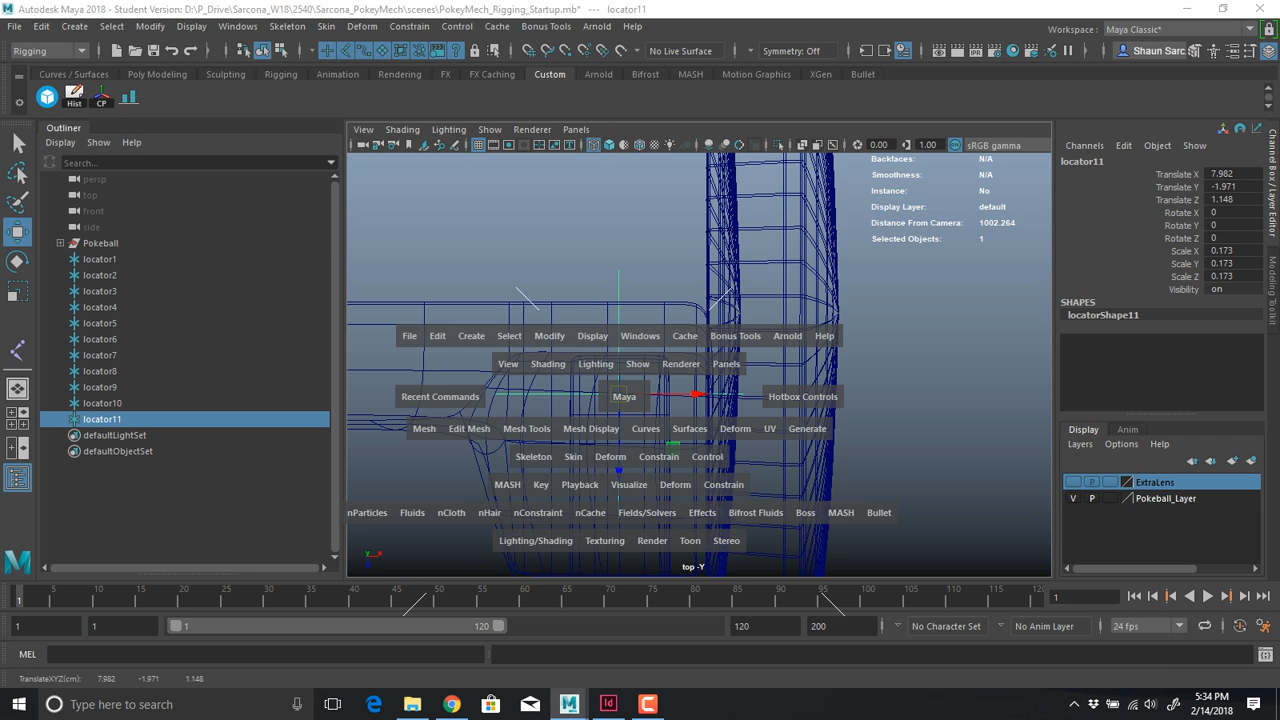 Autodesk Maya 2018 - Student Version: D:\P_Drive\Sarcona_W18\2540\Sarcona_PokeyMech\scenes\PokeyMech_Rigging_Startup.mb* --- locator11
File Edit Create Select Modify Display Windows Skeleton Skin Deform Constrain Control Cache Bonus Tools Arnold Help
Workspace : Maya Classic*
Rigging
No Live Surface
Symmetry: Off
Shaun Sarc
Curves / Surfaces Poly Modeling Sculpting Rigging Animation Rendering FX FX Caching Custom Arnold Bifrost MASH Motion Graphics XGen Bullet
Hist CP
Outliner
Display Show Help
Search...
persp
top
front
side
Pokeball
locator1
locator2
locator3
locator4
locator5
locator6
locator7
locator8
locator9
locator10
locator11
defaultLightSet
defaultObjectSet
View Shading Lighting Show Renderer Panels
0.00 1.00 sRGB gamma
Backfaces: N/A
Smoothness: N/A
Instance: No
Display Layer: default
Distance From Camera: 1002.264
Selected Objects: 1
File Edit Create Select Modify Display Windows Cache Bonus Tools Arnold Help
View Shading Lighting Show Renderer Panels
Recent Commands Maya Hotbox Controls
Mesh Edit Mesh Mesh Tools Mesh Display Curves Surfaces Deform UV Generate
Skeleton Skin Deform Constrain Control
MASH Key Playback Visualize Deform Constrain
nParticles Fluids nCloth nHair nConstraint nCache Fields/Solvers Effects Bifrost Fluids Boss MASH Bullet
Lighting/Shading Texturing Render Toon Stereo
y x
top -Y
Channels Edit Object Show
locator11
Translate X 7.982
Translate Y -1.971
Translate Z 1.148
Rotate X 0
Rotate Y 0
Rotate Z 0
Scale X 0.173
Scale Y 0.173
Scale Z 0.173
Visibility on
SHAPES
locatorShape11
Display Anim
Layers Options Help
P ExtraLens
V P Pokeball_Layer
Channel Box / Layer Editor
Modeling Toolkit
1 5 10 15 20 25 30 35 40 45 50 55 60 65 70 75 80 85 90 95 100 105 110 115 120
1
1 1 1 120 120 200 No Character Set No Anim Layer 24 fps
MEL
TranslateXYZ(cm): 7.982 -1.971 1.148
Type here to search
5:34 PM
2/14/2018